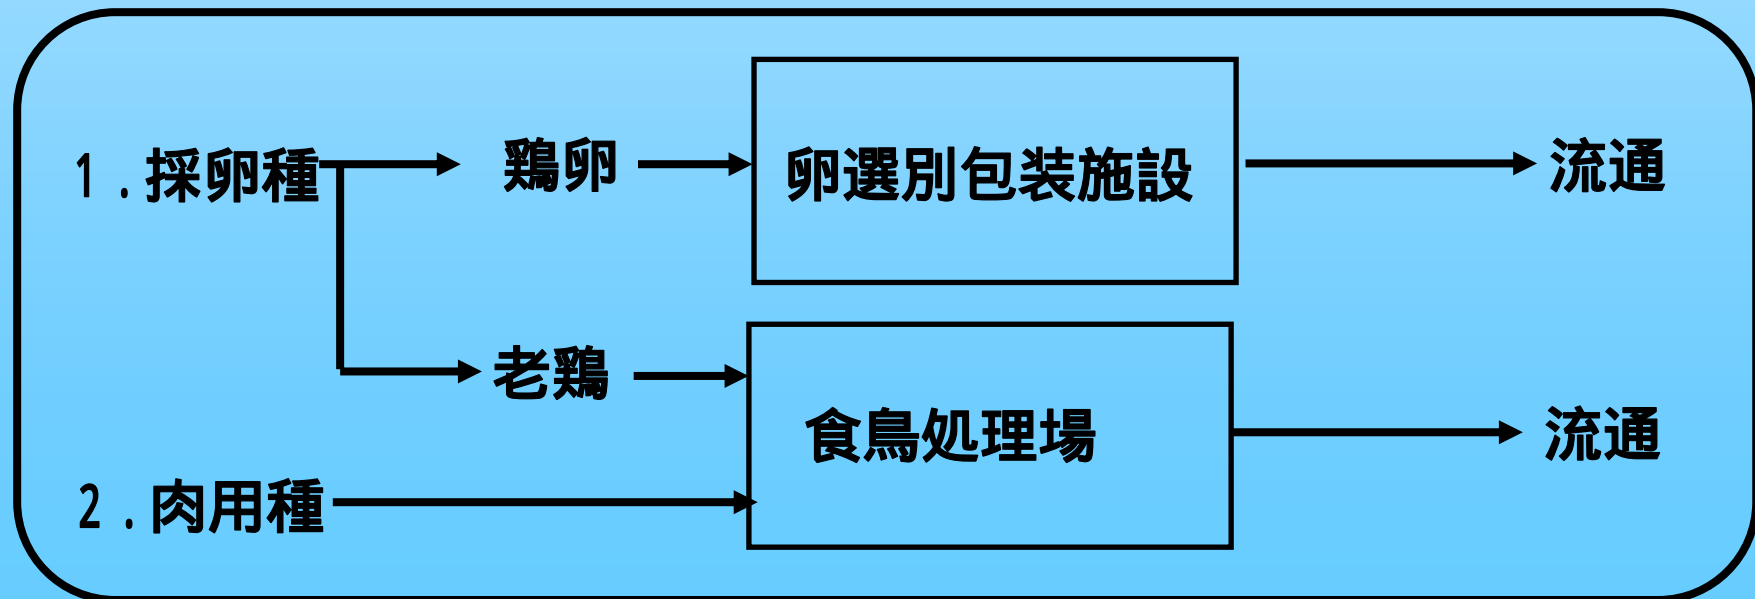 1.採卵種
鶏卵
卵選別包装施設
流通
老鶏
食鳥処理場
流通
2.肉用種